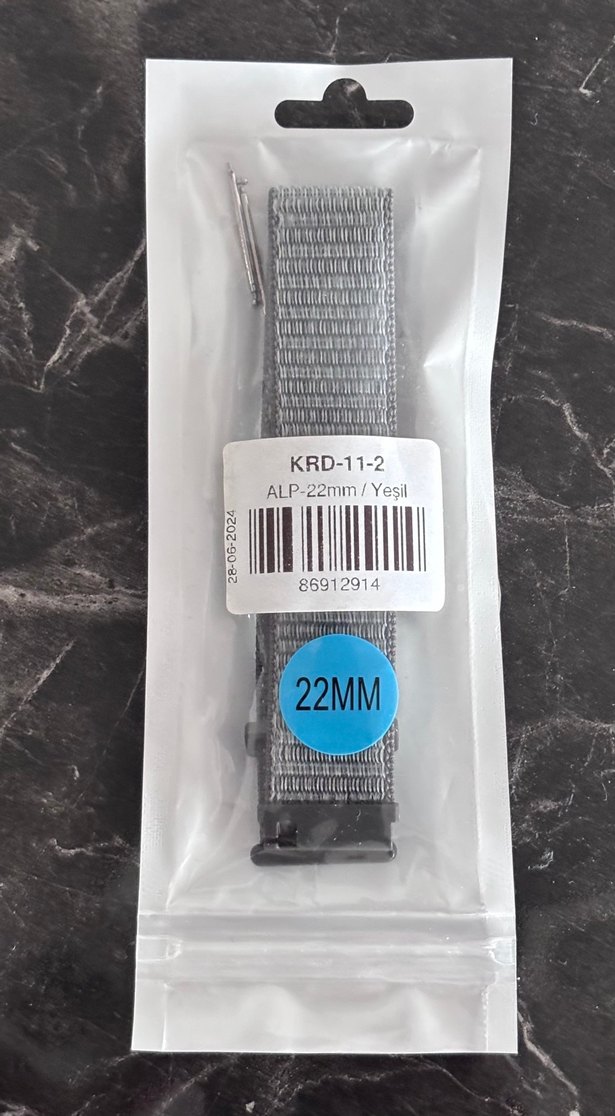 KRD-11-2
ALP-22mm / Yeşil
28-06-2024
86912914
22MM